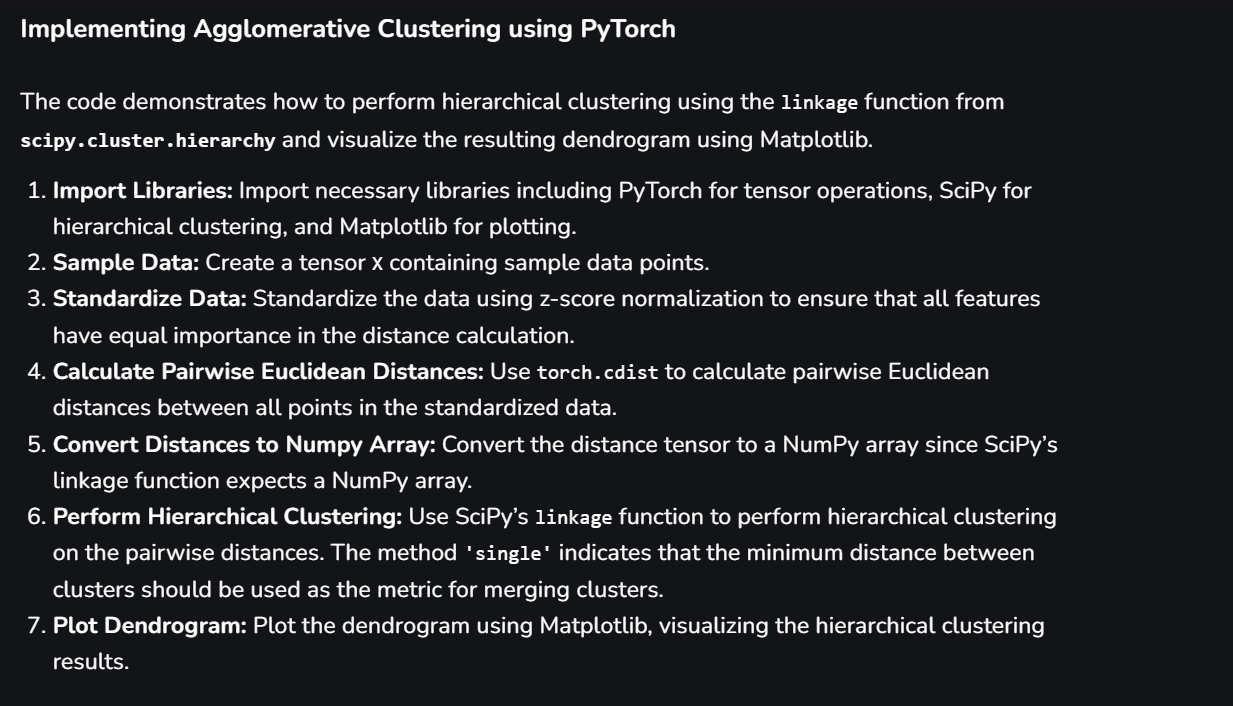 Implementing Agglomerative Clustering using PyTorch
The code demonstrates how to perform hierarchical clustering using the linkage function from
scipy.cluster.hierarchy and visualize the resulting dendrogram using Matplotlib.
1. Import Libraries: Import necessary libraries including PyTorch for tensor operations, SciPy for
hierarchical clustering, and Matplotlib for plotting.
2. Sample Data: Create a tensor X containing sample data points.
3. Standardize Data: Standardize the data using z-score normalization to ensure that all features
have equal importance in the distance calculation.
4. Calculate Pairwise Euclidean Distances: Use torch.cdist to calculate pairwise Euclidean
distances between all points in the standardized data.
5. Convert Distances to Numpy Array: Convert the distance tensor to a NumPy array since SciPy’s
linkage function expects a NumPy array.
6. Perform Hierarchical Clustering: Use SciPy’s linkage function to perform hierarchical clustering
on the pairwise distances. The method 'single' indicates that the minimum distance between
clusters should be used as the metric for merging clusters.
7. Plot Dendrogram: Plot the dendrogram using Matplotlib, visualizing the hierarchical clustering
results.